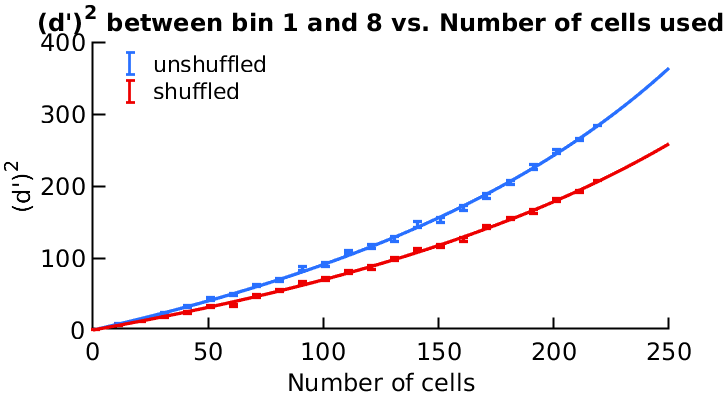 (d')² between bin 1 and 8 vs. Number of cells used
400
300
200
100
0
(d')²
unshuffled
shuffled
0 50 100 150 200 250
Number of cells